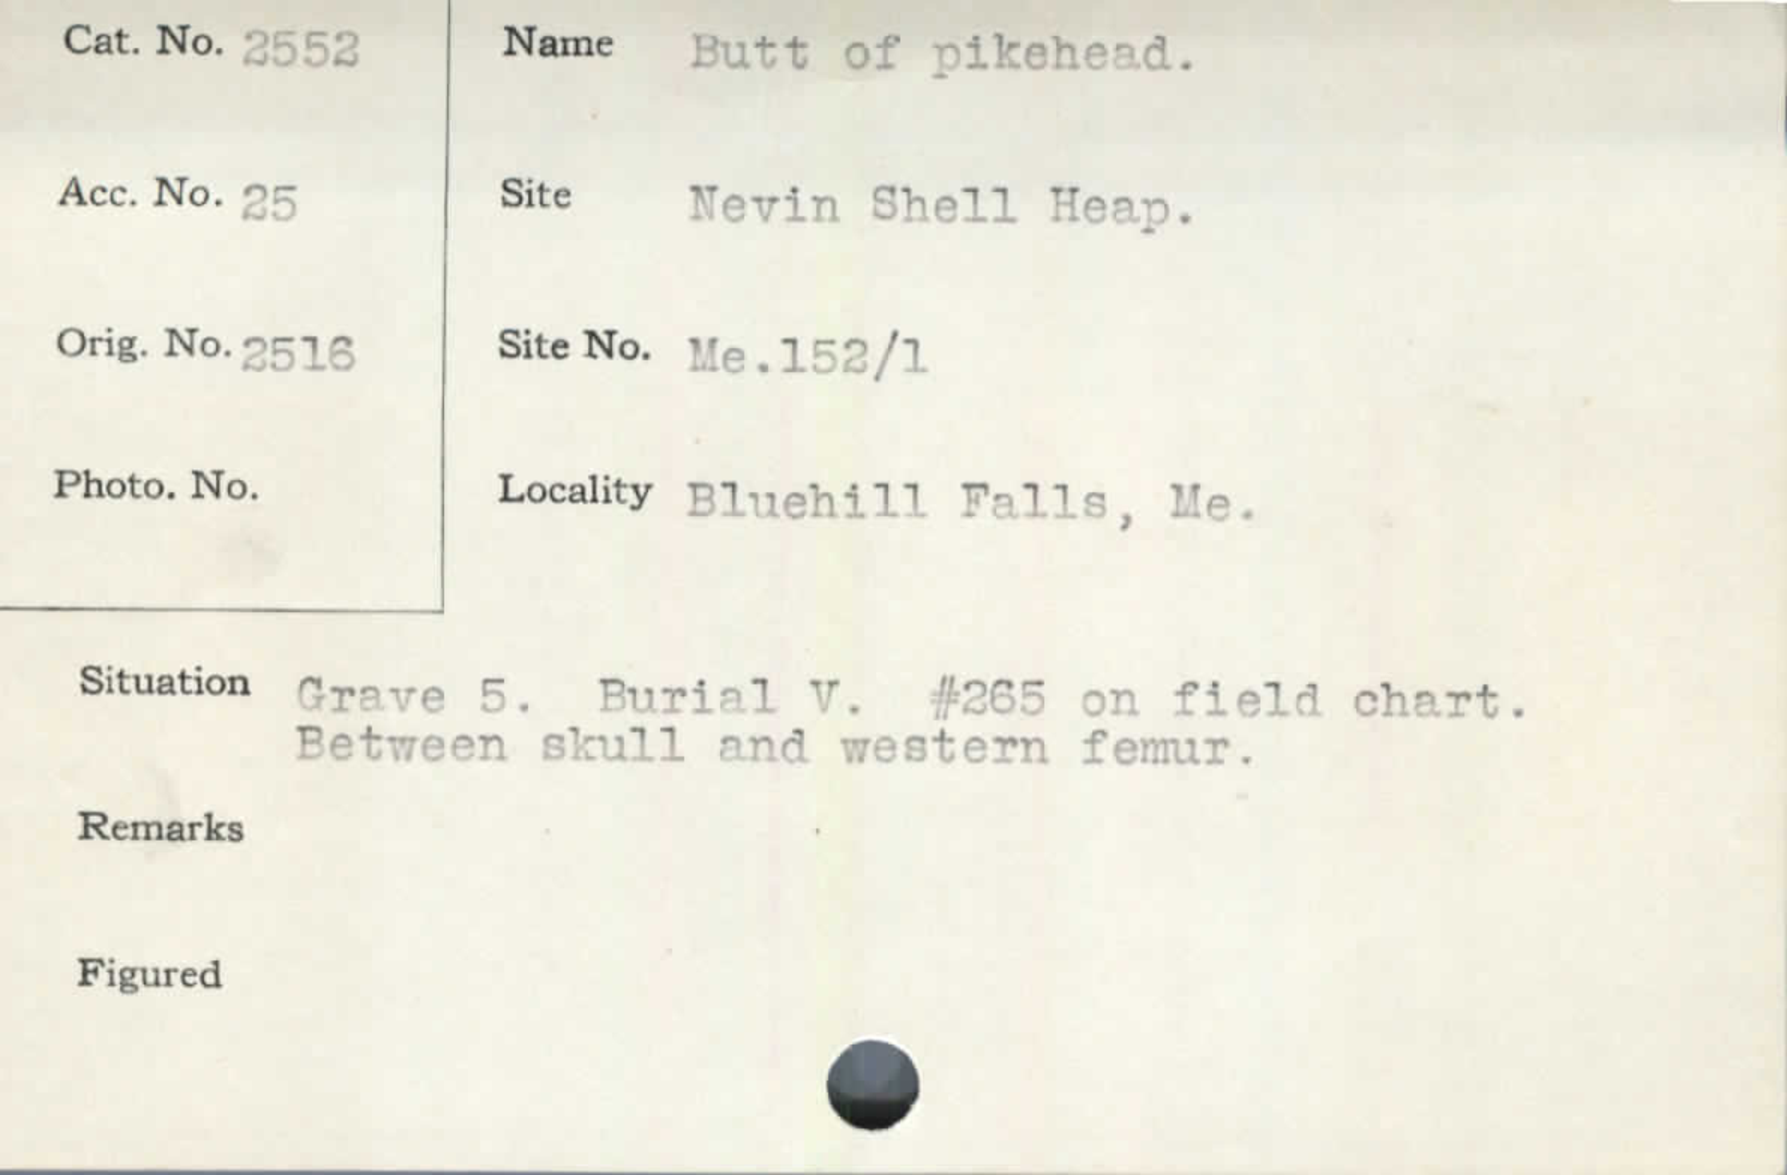 Cat. No. 2552
Name Butt of pikehead.
Acc. No. 25
Site Nevin Shell Heap.
Orig. No. 2516
Site No. Me.152/1
Photo. No.
Locality Bluehill Falls, Me.
Situation Grave 5. Burial V. #265 on field chart.
Between skull and western femur.
Remarks
Figured